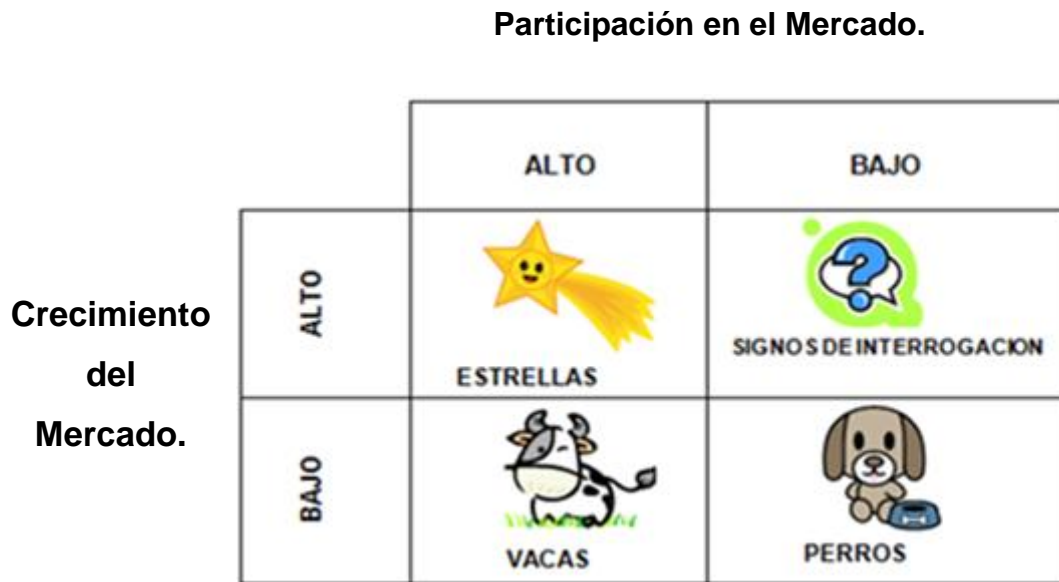 Participación en el Mercado.
ALTO
BAJO
Crecimiento
del
Mercado.
ALTO
ESTRELLAS
SIGNOS DE INTERROGACION
BAJO
VACAS
PERROS